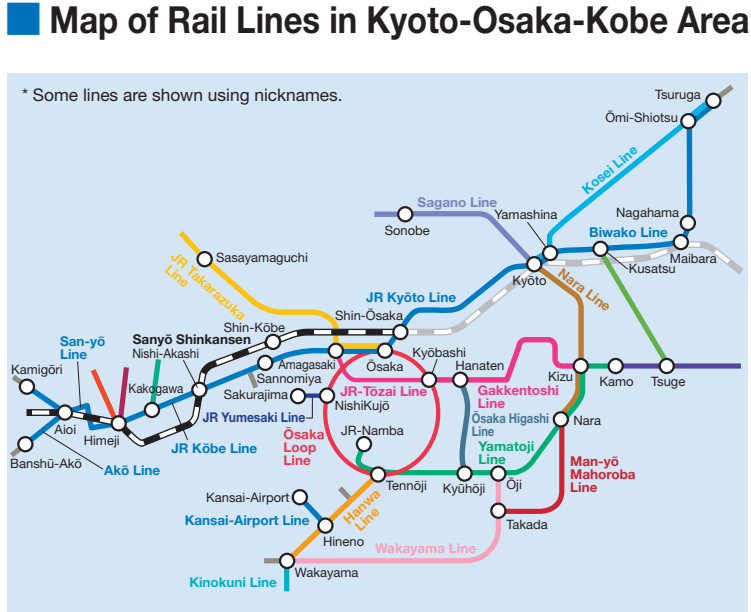 Map of Rail Lines in Kyoto-Osaka-Kobe Area
* Some lines are shown using nicknames.
Tsuruga
Ōmi-Shiotsu
Kosei Line
Sagano Line
Sonobe
Yamashina
Nagahama
Biwako Line
Maibara
Kusatsu
Kyōto
Nara Line
JR Takarazuka
Line
Sasayamaguchi
JR Kyōto Line
Shin-Ōsaka
Shin-Kōbe
Sanyō Shinkansen
Nishi-Akashi
San-yō
Line
Kamigōri
Kakogawa
Amagasaki
Ōsaka
Sannomiya
Kyōbashi
Hanaten
Sakurajima
JR-Tōzai Line
Gakkentoshi
Line
Kizu
Kamo
Tsuge
JR Yumesaki Line
NishiKujō
Aioi
Himeji
JR Kōbe Line
Banshū-Akō
Akō Line
Ōsaka
Loop
Line
JR-Namba
Ōsaka Higashi
Line
Nara
Yamatoji
Line
Tennōji
Kyūhōji
Ōji
Man-yō
Mahoroba
Line
Kansai-Airport
Kansai-Airport Line
Hanwa
Line
Hineno
Takada
Wakayama Line
Wakayama
Kinokuni Line